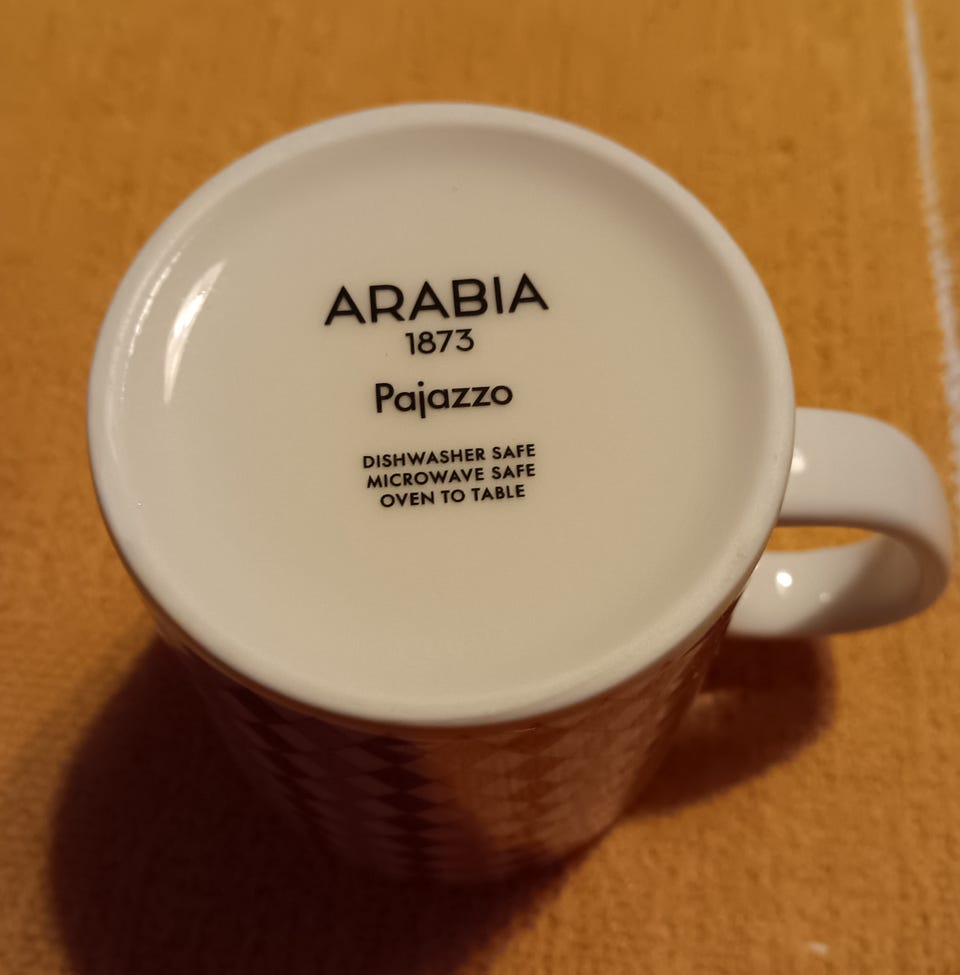 ARABIA
1873
Pajazzo
DISHWASHER SAFE
MICROWAVE SAFE
OVEN TO TABLE